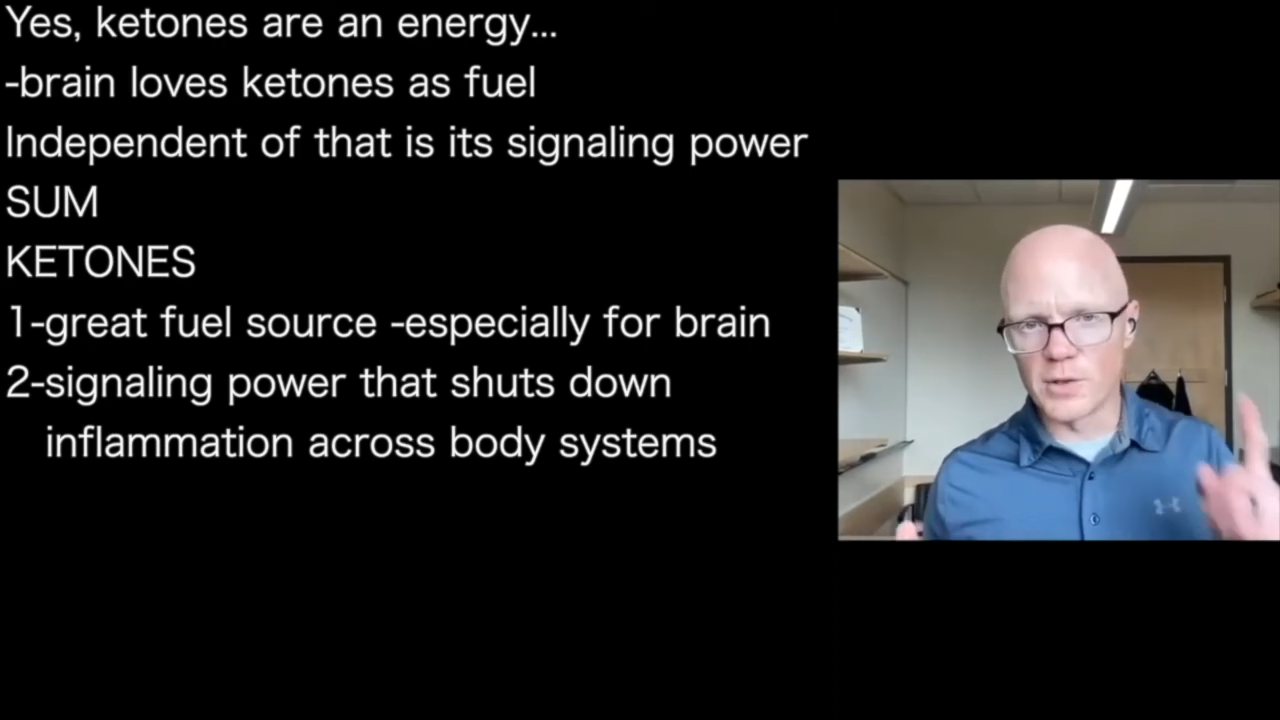 Yes, ketones are an energy...
-brain loves ketones as fuel
Independent of that is its signaling power
SUM
KETONES
1-great fuel source -especially for brain
2-signaling power that shuts down
inflammation across body systems